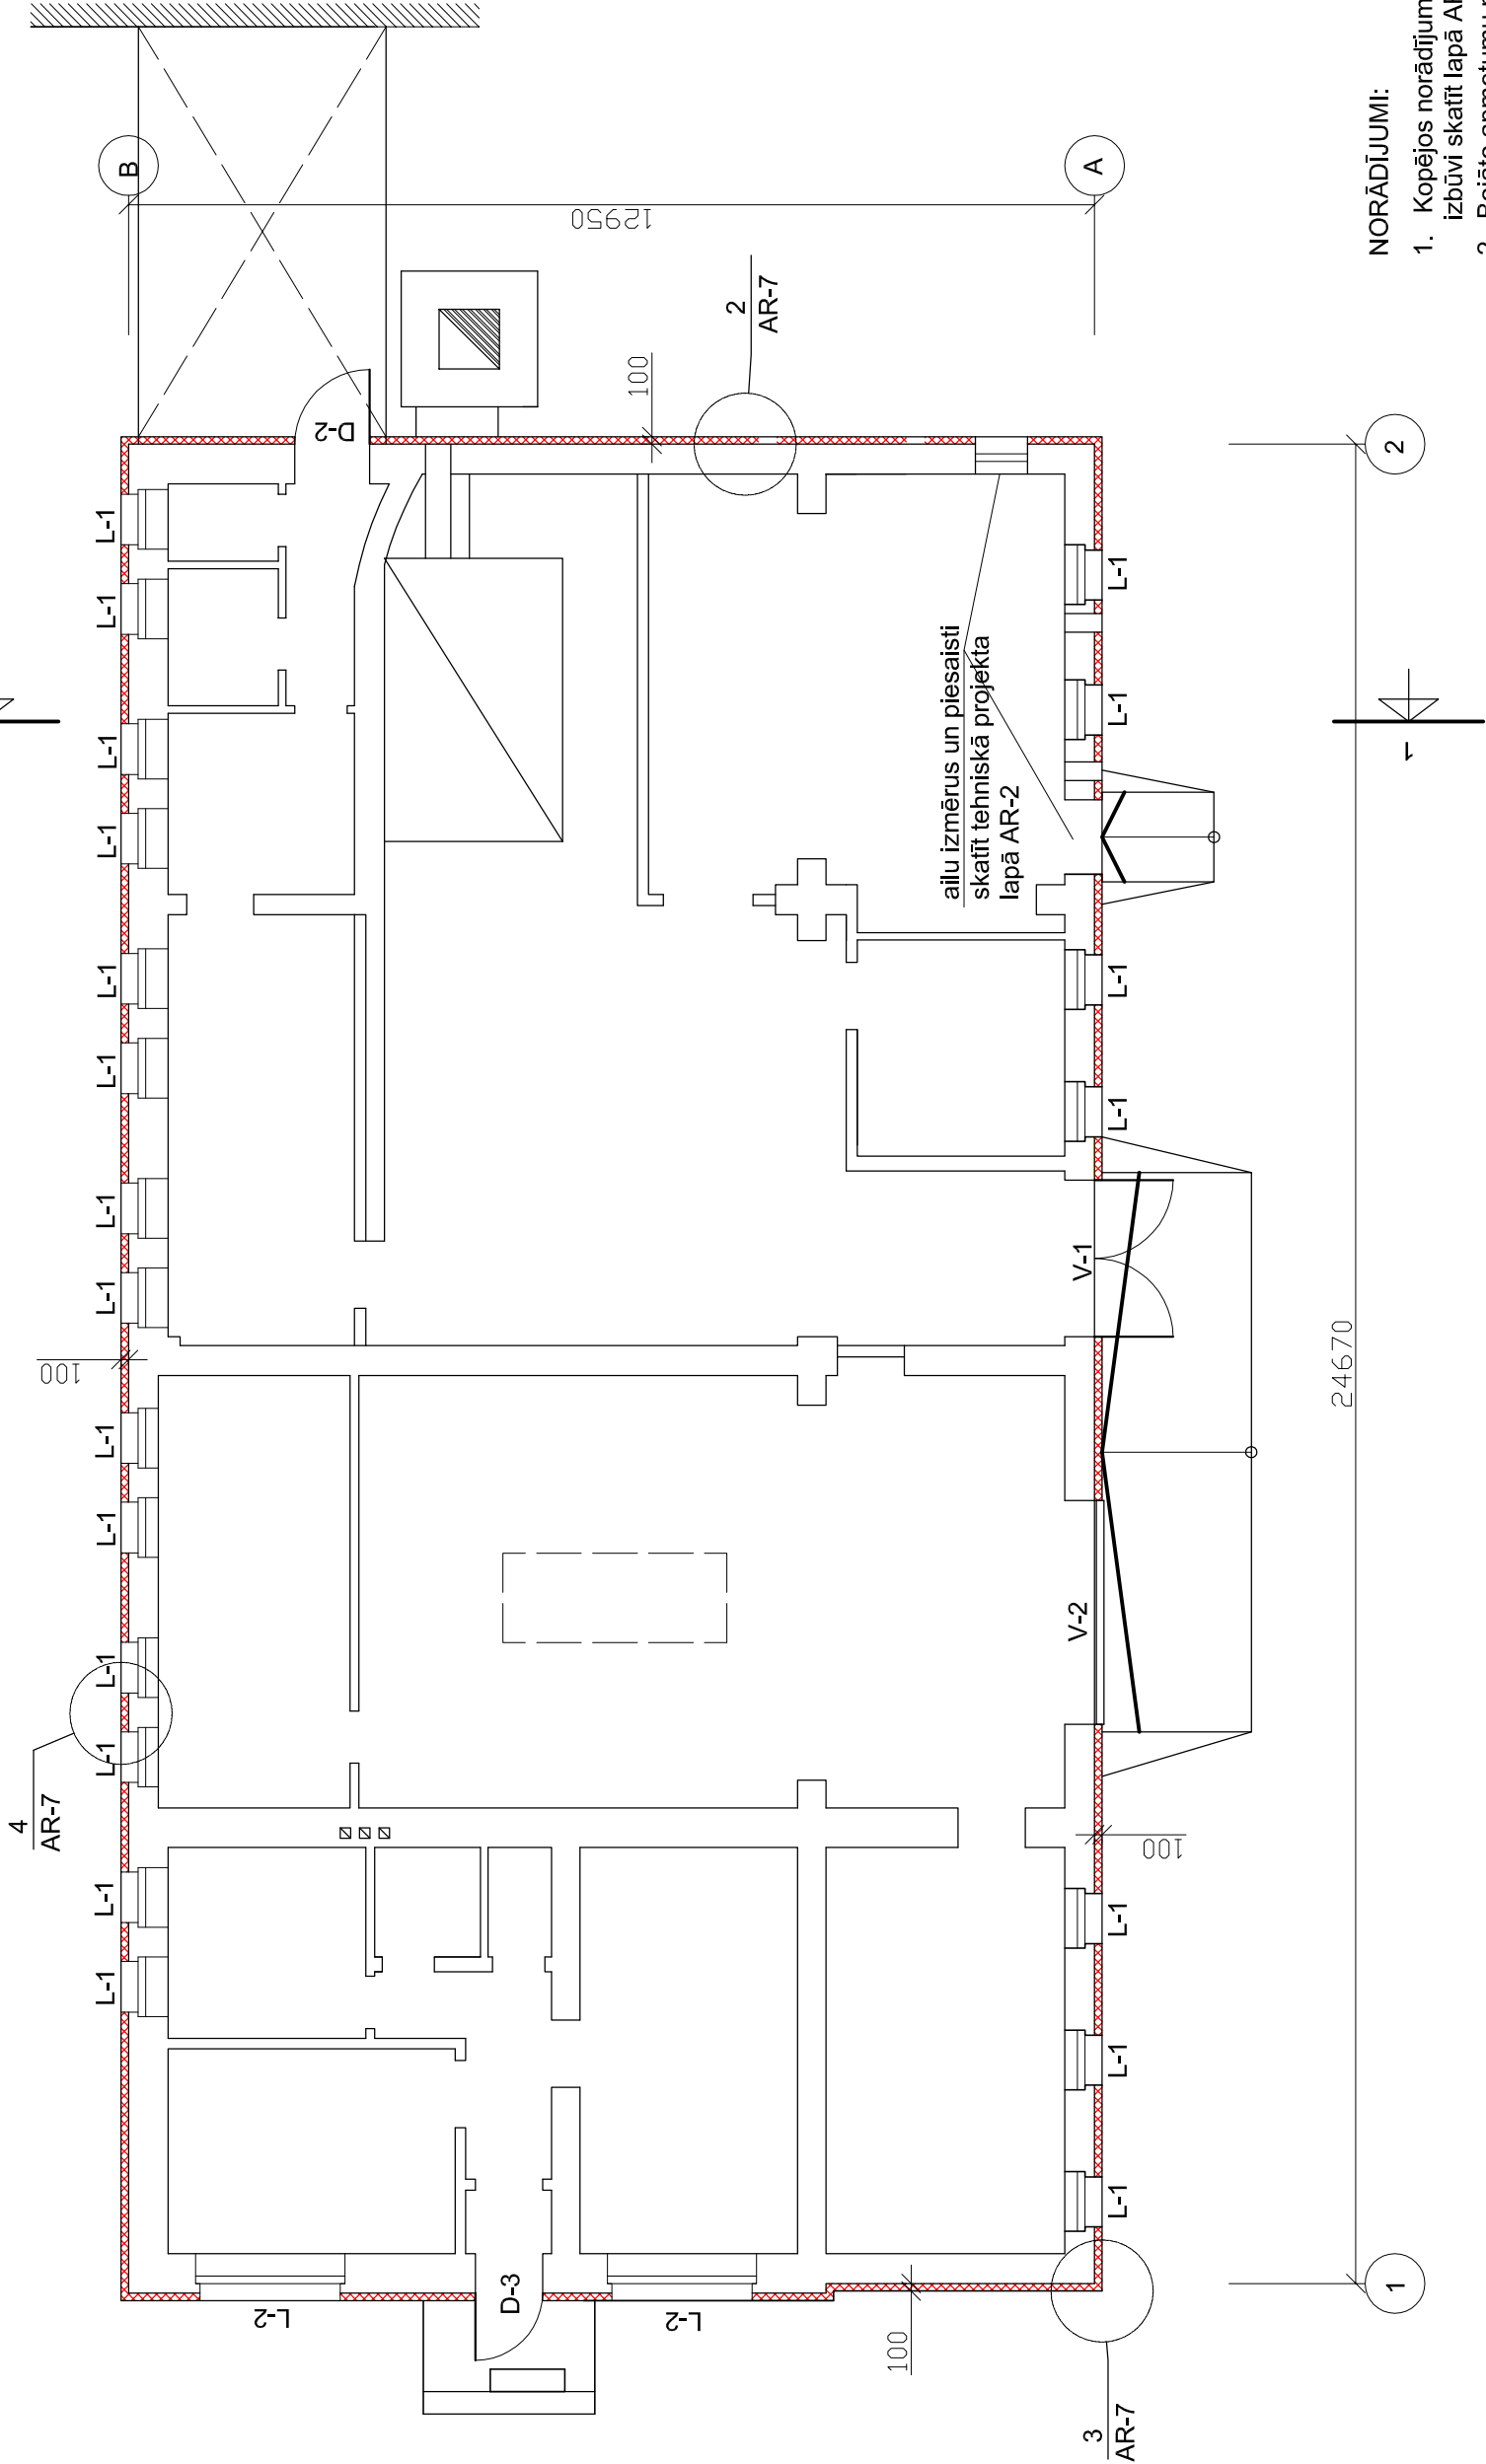 4
AR-7
100
L-1
L-1
L-1
L-1
L-1
L-1
L-1
L-1
L-1
L-1
L-1
L-1
L-1
L-1
B
L-2
D-2
D-3
12950
100
L-2
2
AR-7
100
ailu izmērus un piesaisti
skatīt tehniskā projekta
lapā AR-2
V-2
V-1
A
L-1
L-1
L-1
L-1
L-1
L-1
L-1
3
AR-7
100
24670
1
2
1
NORĀDĪJUMI:
1. Kopējos norādījum
izbūvi skatīt lapā